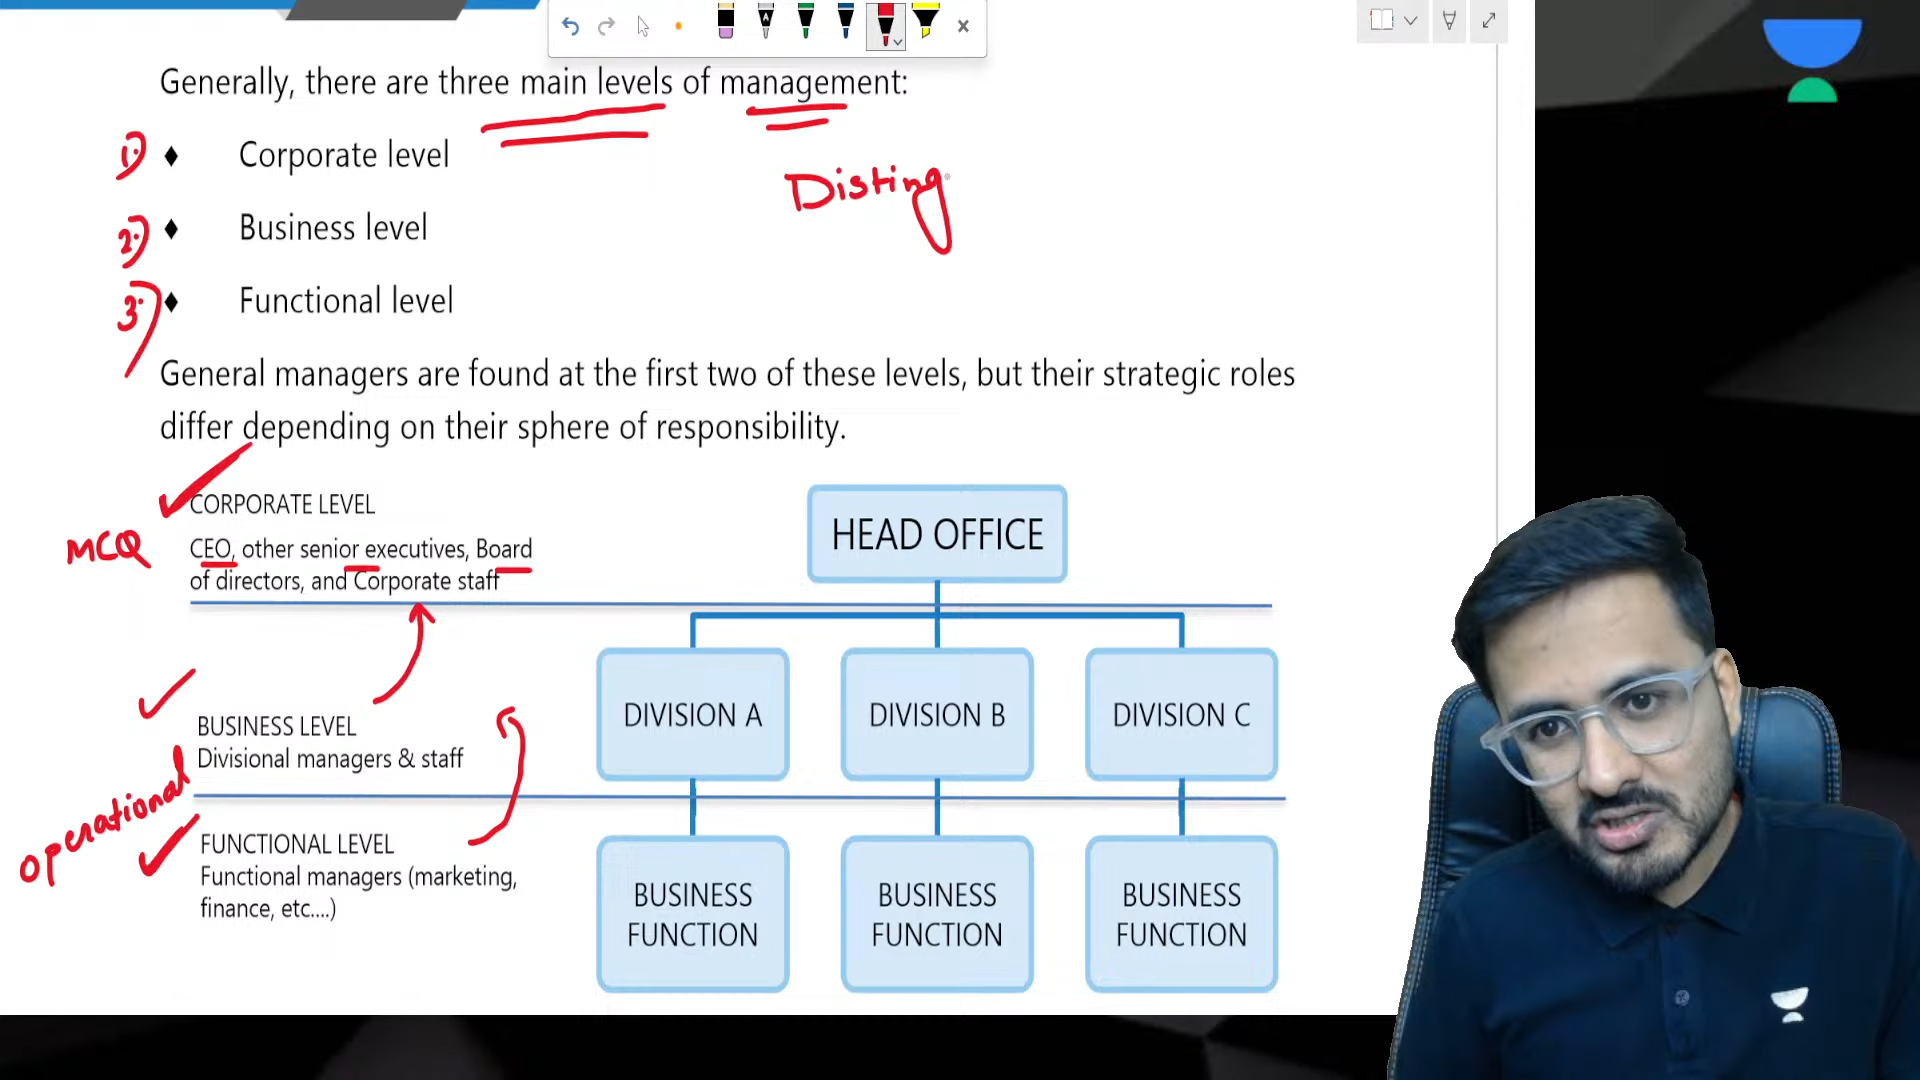 Generally, there are three main levels of management:
1. ♦ Corporate level
Disting
2. ♦ Business level
3. ♦ Functional level
General managers are found at the first two of these levels, but their strategic roles
differ depending on their sphere of responsibility.
CORPORATE LEVEL
MCQ
CEO, other senior executives, Board
of directors, and Corporate staff
HEAD OFFICE
BUSINESS LEVEL
Divisional managers & staff
DIVISION A
DIVISION B
DIVISION C
operational
FUNCTIONAL LEVEL
Functional managers (marketing,
finance, etc....)
BUSINESS
FUNCTION
BUSINESS
FUNCTION
BUSINESS
FUNCTION